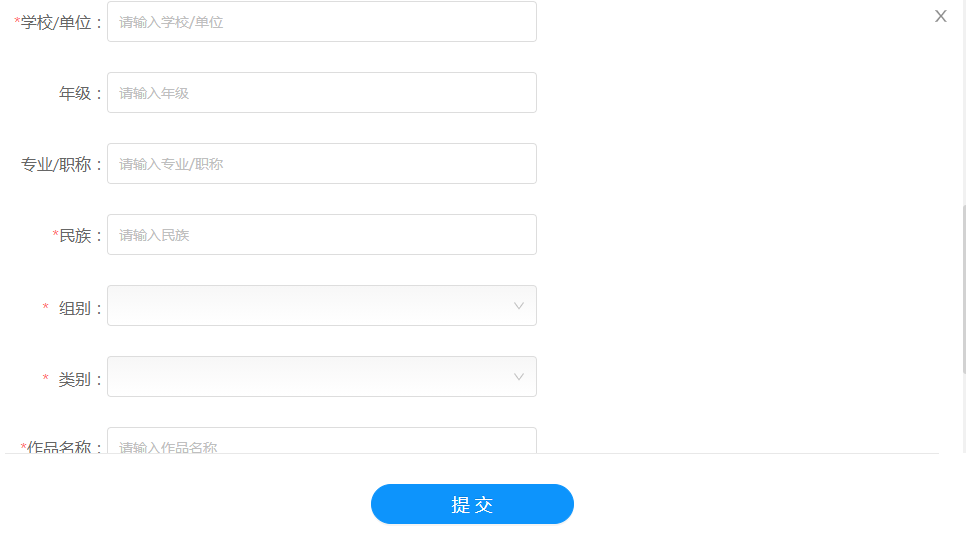 *学校/单位： 请输入学校/单位
X
年级： 请输入年级
专业/职称： 请输入专业/职称
*民族： 请输入民族
* 组别：
* 类别：
*作品名称： 请输入作品名称
提 交